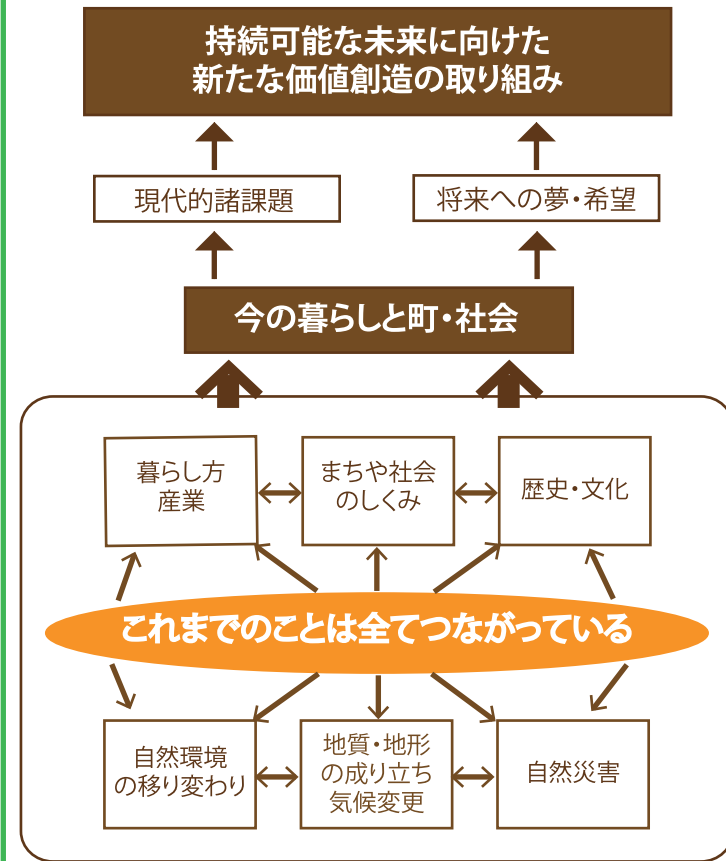 持続可能な未来に向けた
新たな価値創造の取り組み
現代的諸課題
将来への夢・希望
今の暮らしと町・社会
暮らし方
産業
まちや社会
のしくみ
歴史・文化
これまでのことは全てつながっている
自然環境
の移り変わり
地質・地形
の成り立ち
気候変更
自然災害